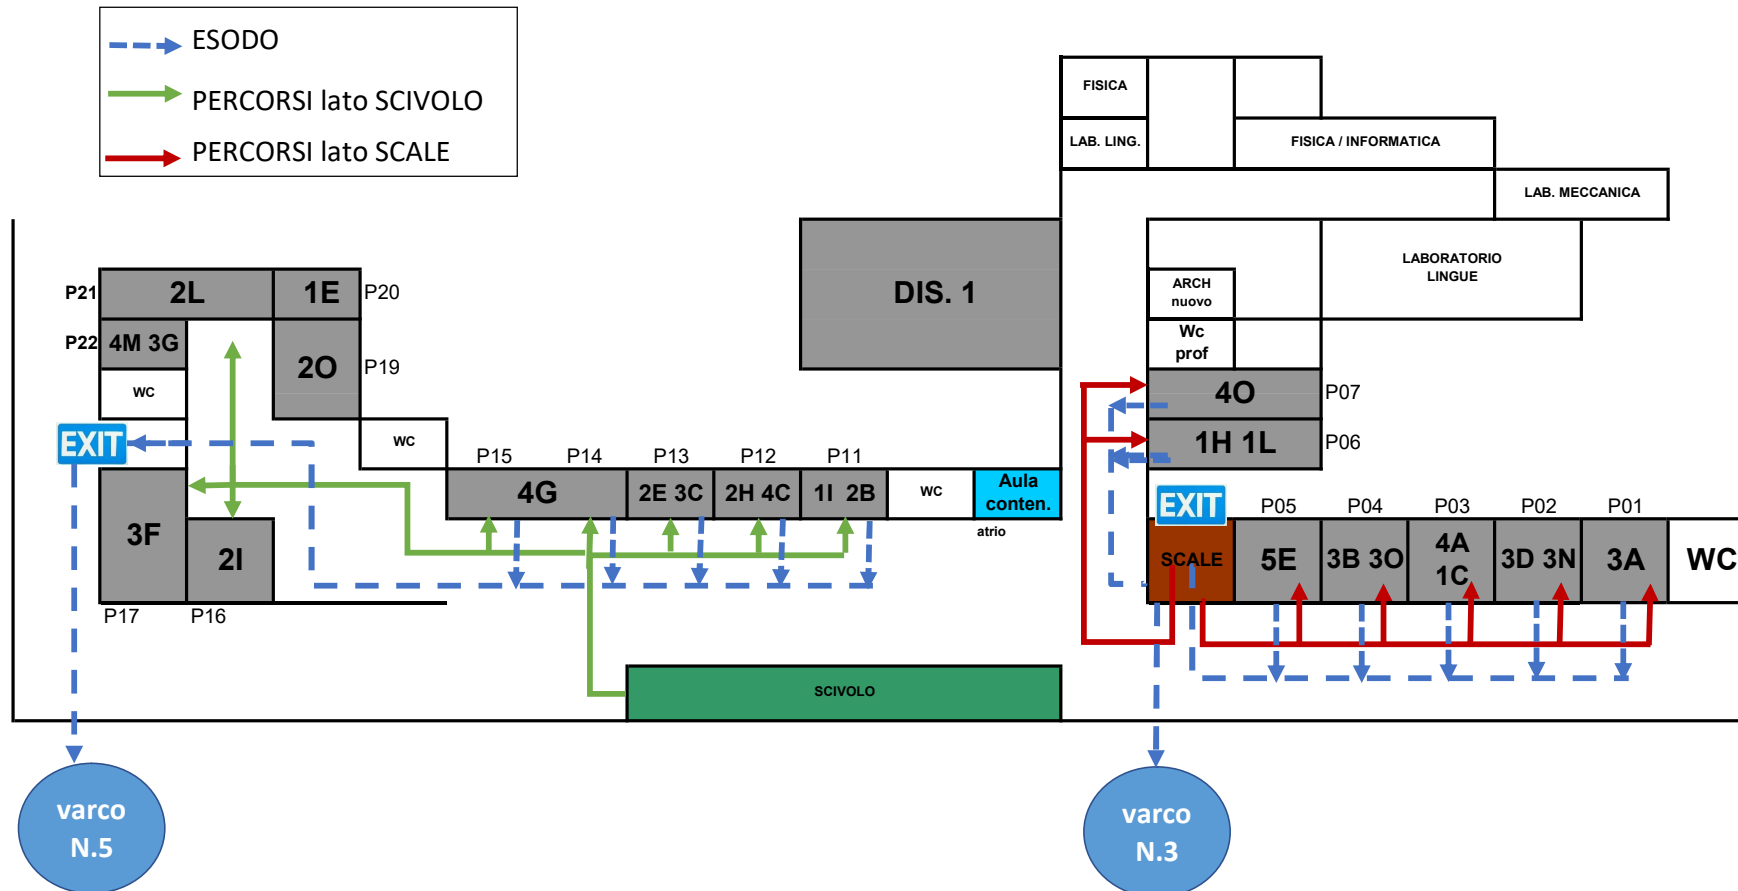 ESODO
PERCORSI lato SCIVOLO
PERCORSI lato SCALE
FISICA
LAB. LING.
FISICA / INFORMATICA
LAB. MECCANICA
LABORATORIO
LINGUE
ARCH
nuovo
Wc
prof
DIS. 1
P21
2L
1E
P20
P22
4M 3G
2O
P19
WC
EXIT
WC
4O
P07
1H 1L
P06
P15
P14
P13
P12
P11
4G
2E 3C
2H 4C
1I 2B
WC
Aula
conten.
atrio
3F
2I
P17
P16
EXIT
P05
P04
P03
P02
P01
SCALE
5E
3B 3O
4A
1C
3D 3N
3A
WC
SCIVOLO
varco
N.5
varco
N.3